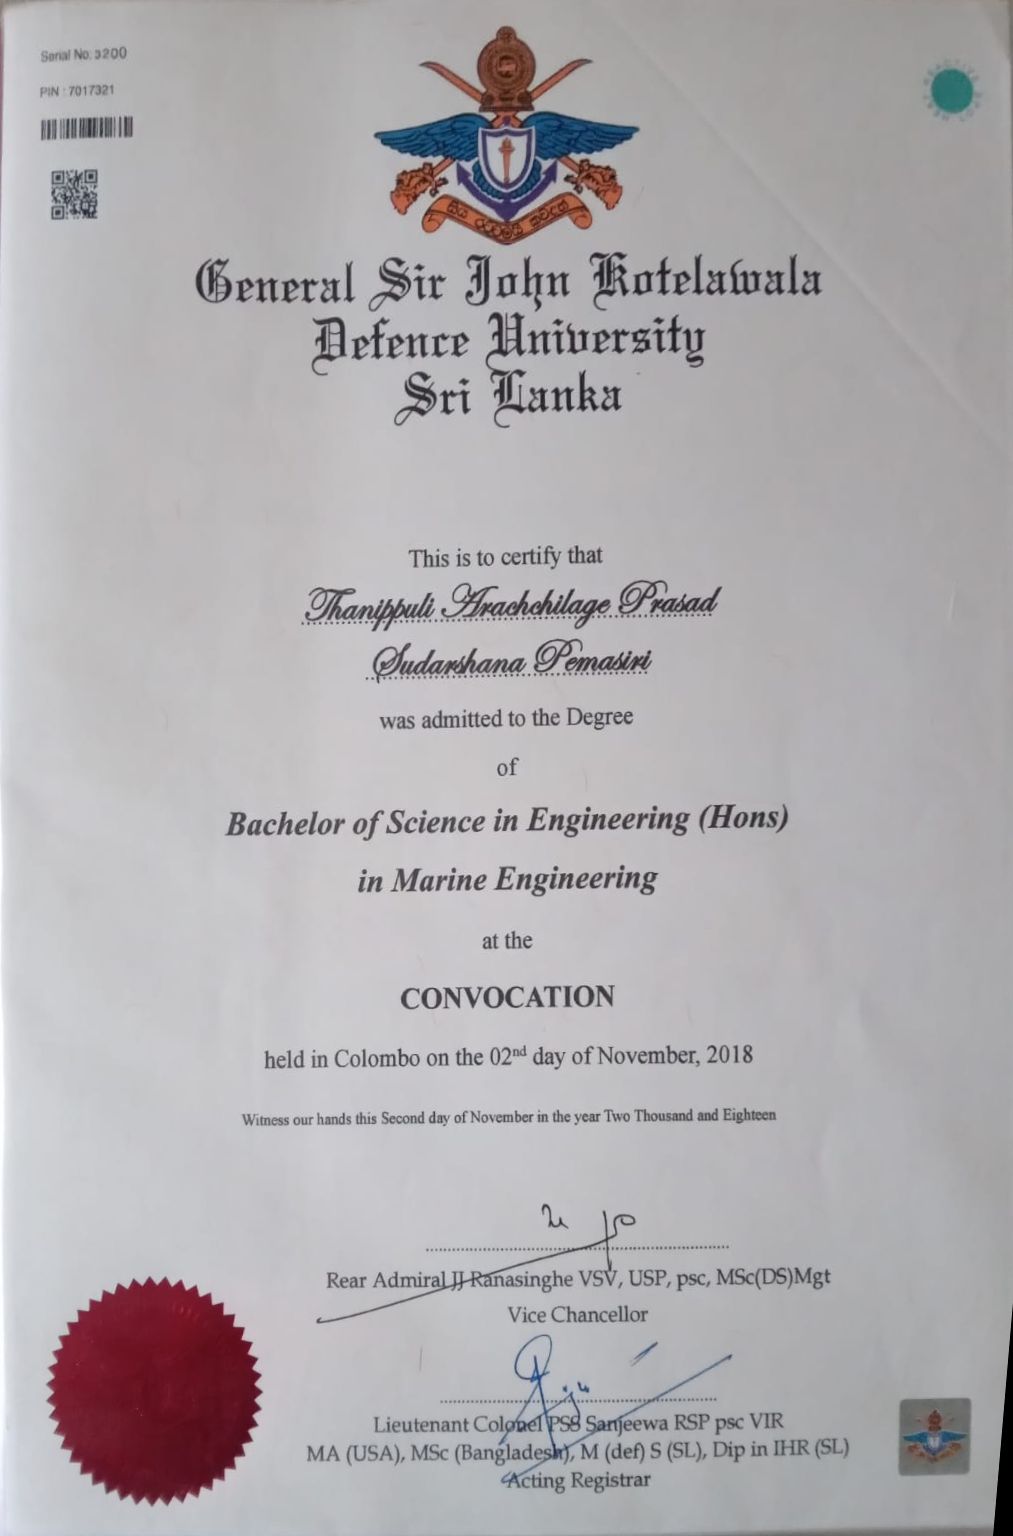 Serial No: 3200
PIN : 7017321
General Sir John Kotelawala
Defence University
Sri Lanka
This is to certify that
Thanippuli Arachchilage Prasad
Sudarshana Pemasiri
was admitted to the Degree
of
Bachelor of Science in Engineering (Hons)
in Marine Engineering
at the
CONVOCATION
held in Colombo on the 02nd day of November, 2018
Witness our hands this Second day of November in the year Two Thousand and Eighteen
Rear Admiral JJ Ranasinghe VSV, USP, psc, MSc(DS)Mgt
Vice Chancellor
Lieutenant Colonel PSS Sanjeewa RSP psc VIR
MA (USA), MSc (Bangladesh), M (def) S (SL), Dip in IHR (SL)
Acting Registrar